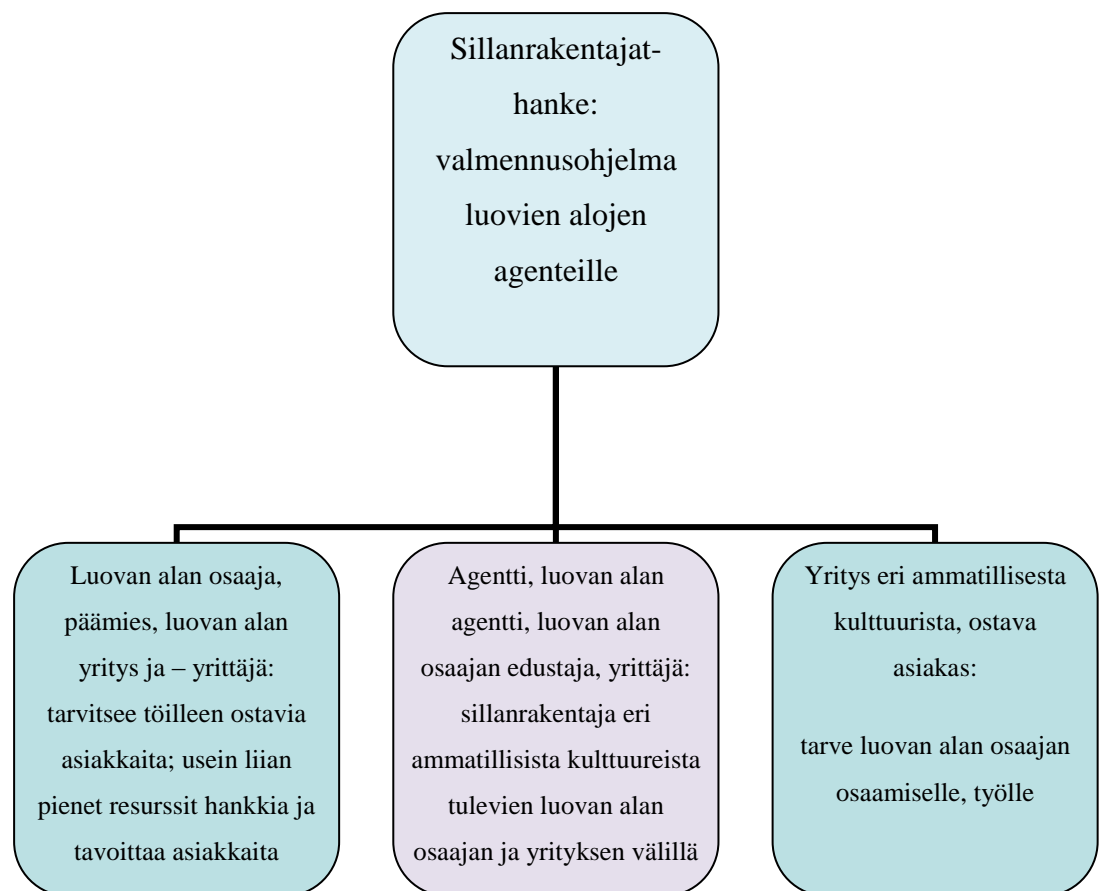 Sillanrakentajat-
hanke:
valmennusohjelma
luovien alojen
agenteille
Luovan alan osaaja,
päämies, luovan alan
yritys ja – yrittäjä:
tarvitsee töilleen ostavia
asiakkaita; usein liian
pienet resurssit hankkia ja
tavoittaa asiakkaita
Agentti, luovan alan
agentti, luovan alan
osaajan edustaja, yrittäjä:
sillanrakentaja eri
ammatillisista kulttuureista
tulevien luovan alan
osaajan ja yrityksen välillä
Yritys eri ammatillisesta
kulttuurista, ostava
asiakas:
tarve luovan alan osaajan
osaamiselle, työlle